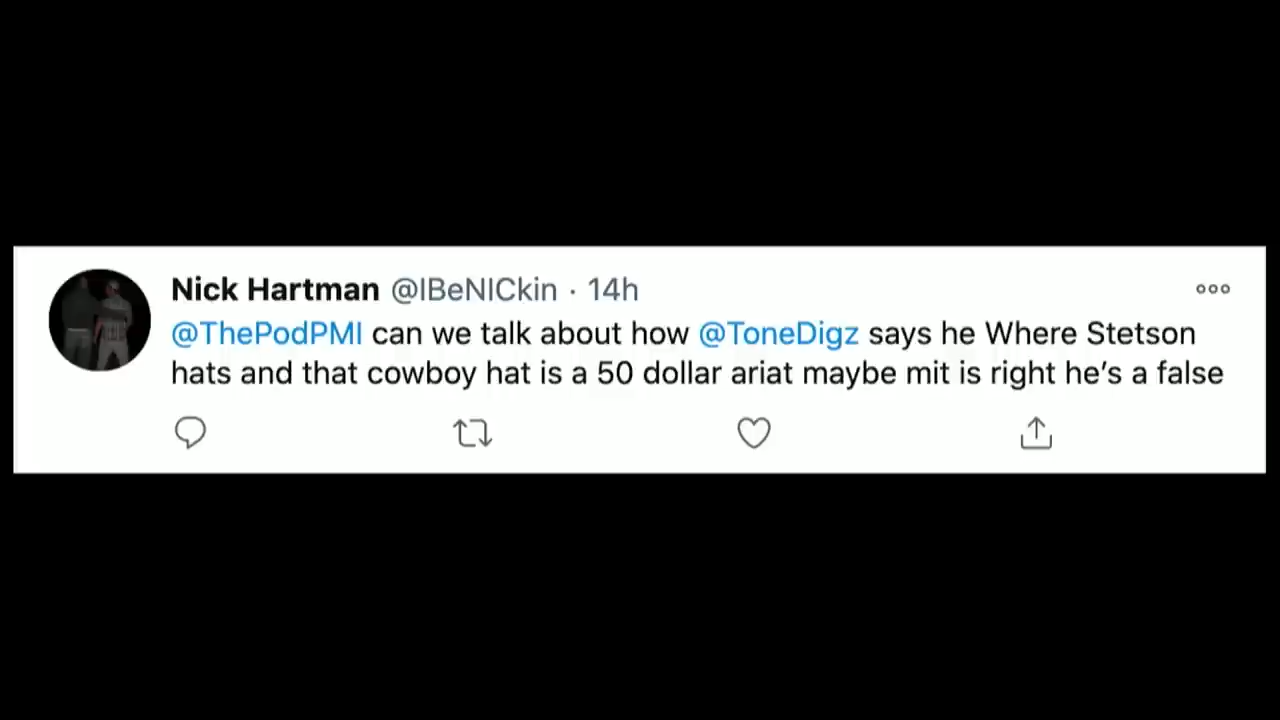 Nick Hartman @IBeNICkin · 14h
@ThePodPMI can we talk about how @ToneDigz says he Where Stetson
hats and that cowboy hat is a 50 dollar ariat maybe mit is right he’s a false